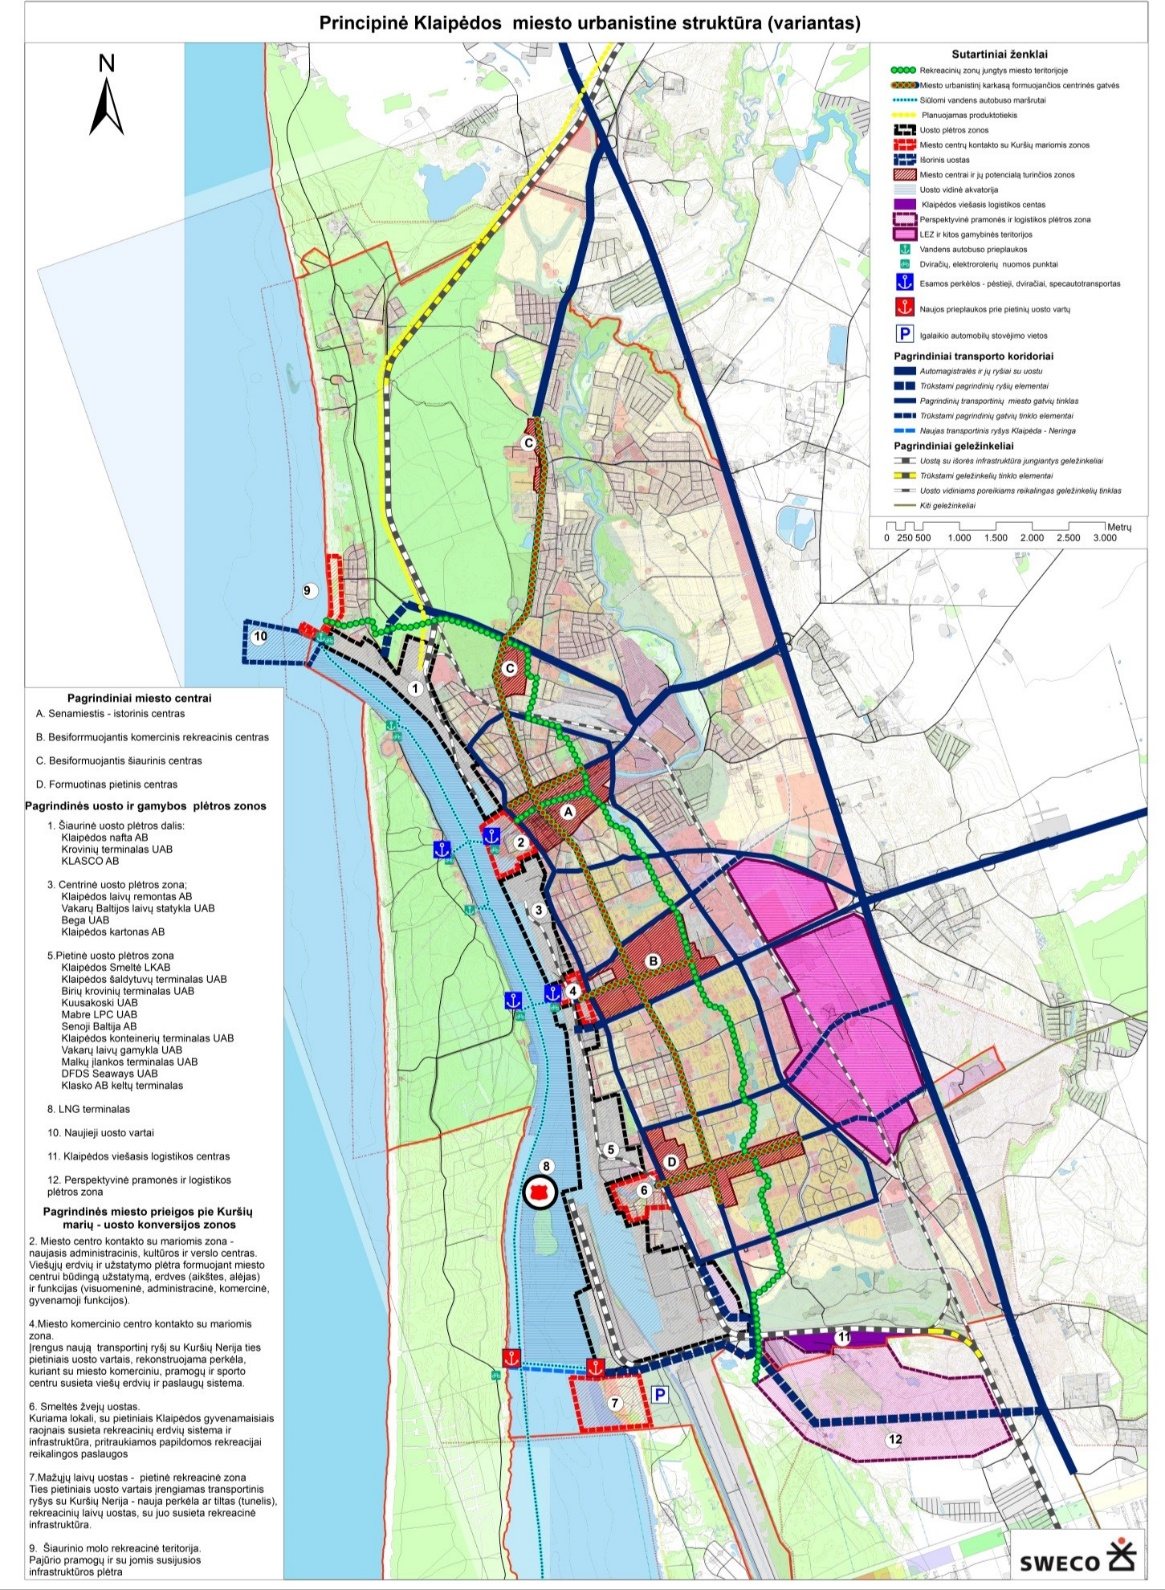 Principinė Klaipėdos miesto urbanistine struktūra (variantas)
N
Sutartiniai ženklai
Rekreacinių zonų jungtys miesto teritorijoje
Miesto urbanistinį karkasą formuojančios centrinės gatvės
Siūlomi vandens autobuso maršrutai
Planuojamas produktotiekis
Uosto plėtros zonos
Miesto centrų kontakto su Kuršių mariomis zonos
Išorinis uostas
Miesto centrai ir jų potencialą turinčios zonos
Uosto vidinė akvatorija
Klaipėdos viešasis logistikos centas
Perspektyvinė pramonės ir logistikos plėtros zona
LEZ ir kitos gamybinės teritorijos
Vandens autobuso prieplaukos
Dviračių, elektrorolerių nuomos punktai
Esamos perkėlos - pėstieji, dviračiai, specautotransportas
Naujos prieplaukos prie pietinių uosto vartų
P Igalaikio automobilų stovėjimo vietos
Pagrindiniai transporto koridoriai
Automagistralės ir jų ryšiai su uostu
Trūkstami pagrindinių ryšių elementai
Pagrindinių transportinių miesto gatvių tinklas
Trūkstami pagrindinių gatvių tinklo elementai
Naujas transportinis ryšys Klaipėda - Neringa
Pagrindiniai geležinkeliai
Uostą su išorės infrastruktūra jungiantys geležinkeliai
Trūkstami geležinkelių tinklo elementai
Uosto vidiniams poreikiams reikalingas geležinkelių tinklas
Kiti geležinkeliai
Metrų
0 250 500 1.000 1.500 2.000 2.500 3.000
C
9
10
C
1
A
2
3
B
4
5
D
6
8
7
P
11
12
Pagrindiniai miesto centrai
A. Senamiestis - istorinis centras
B. Besiforrmuojantis komercinis rekreacinis centras
C. Besiformuojantis šiaurinis centras
D. Formuotinas pietinis centras
Pagrindinės uosto ir gamybos plėtros zonos
1. Šiaurinė uosto plėtros dalis:
Klaipėdos nafta AB
Krovinių terminalas UAB
KLASCO AB
3. Centrinė uosto plėtros zona;
Klaipėdos laivų remontas AB
Vakarų Baltijos laivų statykla UAB
Bega UAB
Klaipėdos kartonas AB
5.Pietinė uosto plėtros zona
Klaipėdos Smeltė LKAB
Klaipėdos šaldytuvų terminalas UAB
Birių krovinių terminalas UAB
Kuusakoski UAB
Mabre LPC UAB
Senoji Baltija AB
Klaipėdos konteinerių terminalas UAB
Vakarų laivų gamykla UAB
Malkų įlankos terminalas UAB
DFDS Seaways UAB
Klasko AB keltų terminalas
8. LNG terminalas
10. Naujieji uosto vartai
11. Klaipėdos viešasis logistikos centras
12. Perspektyvinė pramonės ir logistikos
plėtros zona
Pagrindinės miesto prieigos pie Kuršių
marių - uosto konversijos zonos
2. Miesto centro kontakto su mariomis zona -
naujasis administracinis, kultūros ir verslo centras.
Viešųjų erdvių ir užstatymo plėtra formuojant miesto
centrui būdingą užstatymą, erdves (aikštes, alėjas)
ir funkcijas (visuomeninė, administracinė, komercinė,
gyvenamoji funkcijos).
4.Miesto komercinio centro kontakto su mariomis
zona.
Įrengus naują transportinį ryšį su Kuršių Nerija ties
pietiniais uosto vartais, rekonstruojama perkėla,
kuriant su miesto komerciniu, pramogų ir sporto
centru susieta viešų erdvių ir paslaugų sistema.
6. Smeltės žvejų uostas.
Kuriama lokali, su pietiniais Klaipėdos gyvenamaisiais
raojnais susieta rekreacinių erdvių sistema ir
infrastruktūra, pritraukiamos papildomos rekreacijai
reikalingos paslaugos
7.Mažųjų laivų uostas - pietinė rekreacinė zona
Ties pietiniais uosto vartais įrengiamas transportinis
ryšys su Kuršių Nerija - nauja perkėla ar tiltas (tunelis),
rekreacinių laivų uostas, su juo susieta rekreacinė
infrastruktūra.
9. Šiaurinio molo rekreacinė teritorija.
Pajūrio pramogų ir su jomis susijusios
infrastruktūros plėtra
SWECO